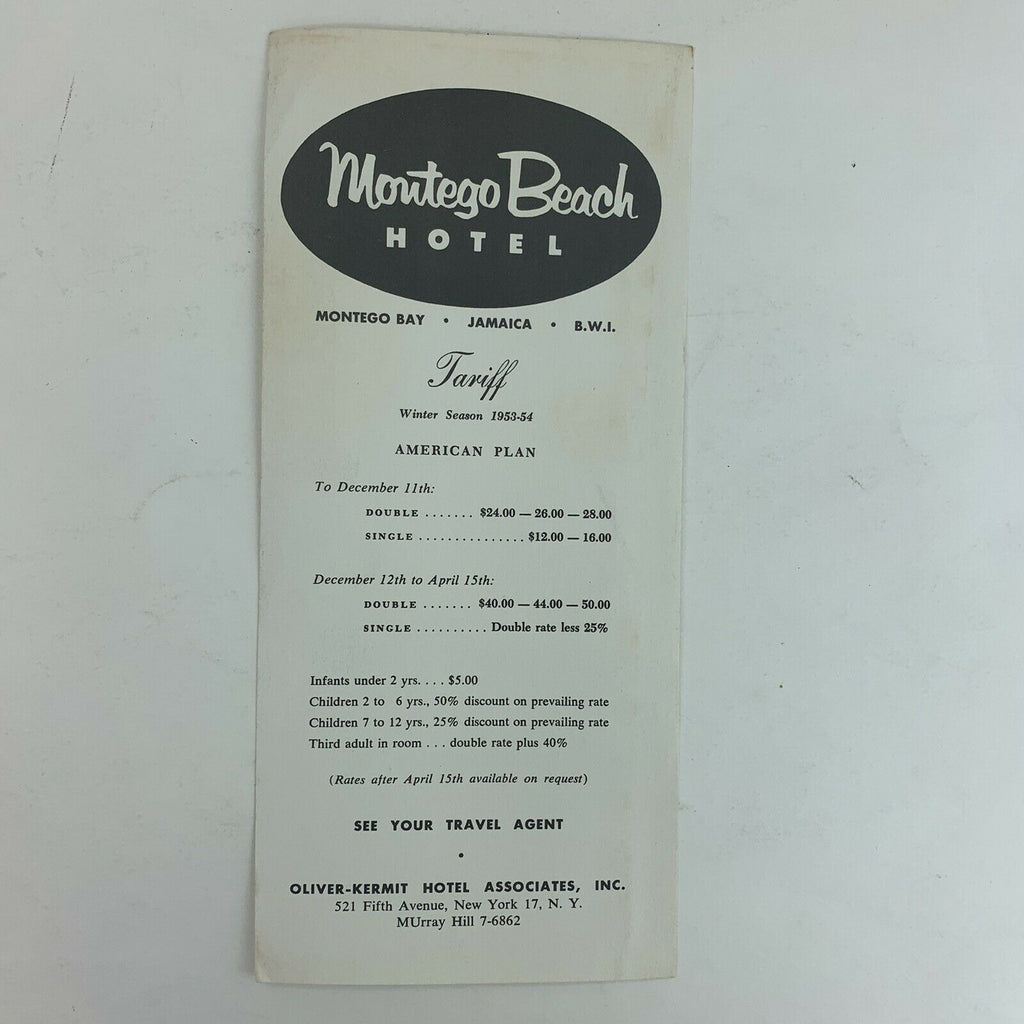 Montego Beach
HOTEL
MONTEGO BAY • JAMAICA • B.W.I.
Tariff
Winter Season 1953-54
AMERICAN PLAN
To December 11th:
DOUBLE ....... $24.00 — 26.00 — 28.00
SINGLE ............... $12.00 — 16.00
December 12th to April 15th:
DOUBLE ....... $40.00 — 44.00 — 50.00
SINGLE .......... Double rate less 25%
Infants under 2 yrs. . . . $5.00
Children 2 to 6 yrs., 50% discount on prevailing rate
Children 7 to 12 yrs., 25% discount on prevailing rate
Third adult in room . . . double rate plus 40%
(Rates after April 15th available on request)
SEE YOUR TRAVEL AGENT
•
OLIVER-KERMIT HOTEL ASSOCIATES, INC.
521 Fifth Avenue, New York 17, N. Y.
MUrray Hill 7-6862